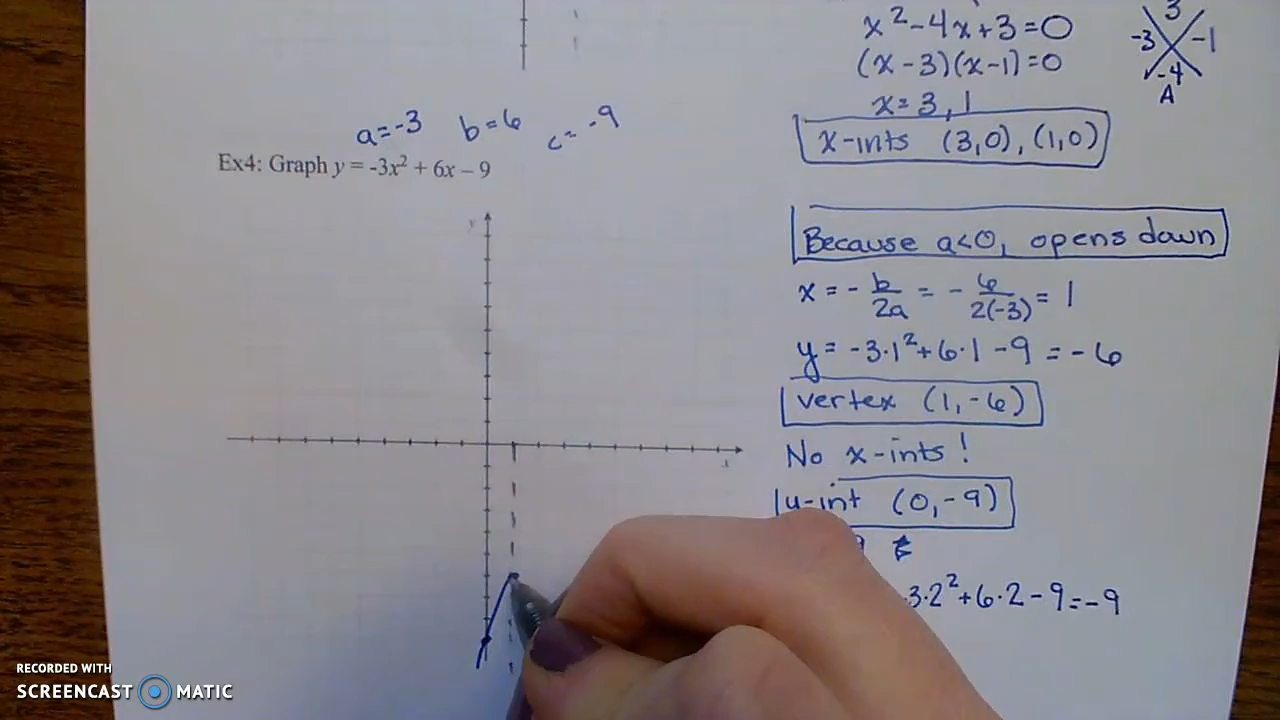 x² - 4x + 3 = 0
3
-3
-1
-4
A
(x - 3)(x - 1) = 0
x = 3, 1
x-ints (3,0), (1,0)
a = -3 b = 6 c = -9
Ex4: Graph y = -3x² + 6x – 9
y
x
Because a<0, opens down
x = - b/2a = - 6/2(-3) = 1
y = -3·1² + 6·1 - 9 = -6
vertex (1, -6)
No x-ints!
y-int (0, -9)
3·2² + 6·2 - 9 = -9
RECORDED WITH
SCREENCAST MATIC